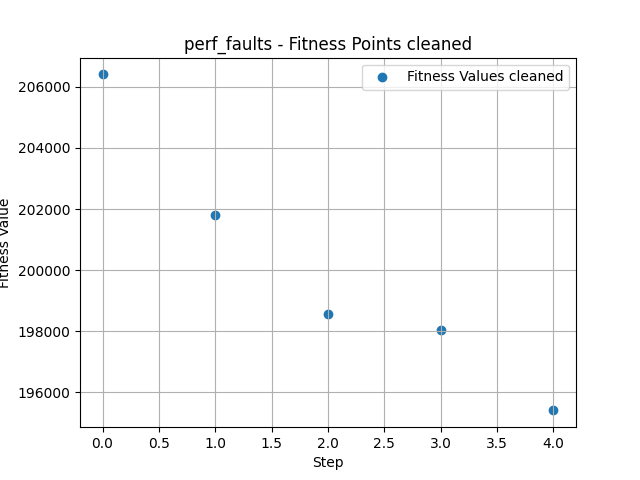 perf_faults - Fitness Points cleaned
Fitness Values cleaned
206000
204000
202000
200000
198000
196000
Fitness Value
0.0 0.5 1.0 1.5 2.0 2.5 3.0 3.5 4.0
Step